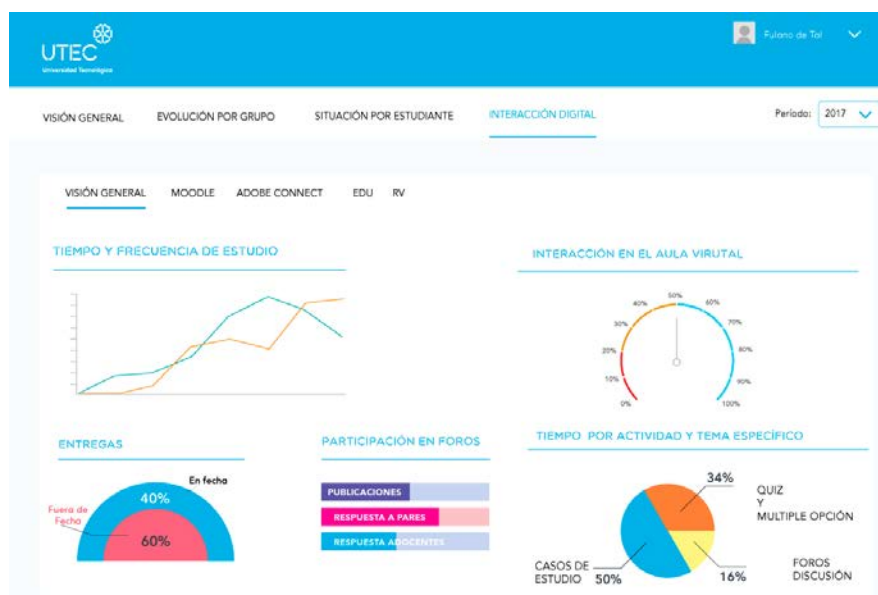 UTEC
Universidad Tecnológica
Fulano de Tal
VISIÓN GENERAL
EVOLUCIÓN POR GRUPO
SITUACIÓN POR ESTUDIANTE
INTERACCIÓN DIGITAL
Período:
2017
VISIÓN GENERAL
MOODLE
ADOBE CONNECT
EDU
RV
TIEMPO Y FRECUENCIA DE ESTUDIO
INTERACCIÓN EN EL AULA VIRUTAL
0%
10%
20%
30%
40%
50%
60%
70%
80%
90%
100%
ENTREGAS
En fecha
40%
Fuera de
Fecha
60%
PARTICIPACIÓN EN FOROS
PUBLICACIONES
RESPUESTA A PARES
RESPUESTA ADOCENTES
TIEMPO POR ACTIVIDAD Y TEMA ESPECÍFICO
34%
QUIZ
Y
MULTIPLE OPCIÓN
CASOS DE
ESTUDIO 50%
16%
FOROS
DISCUSIÓN